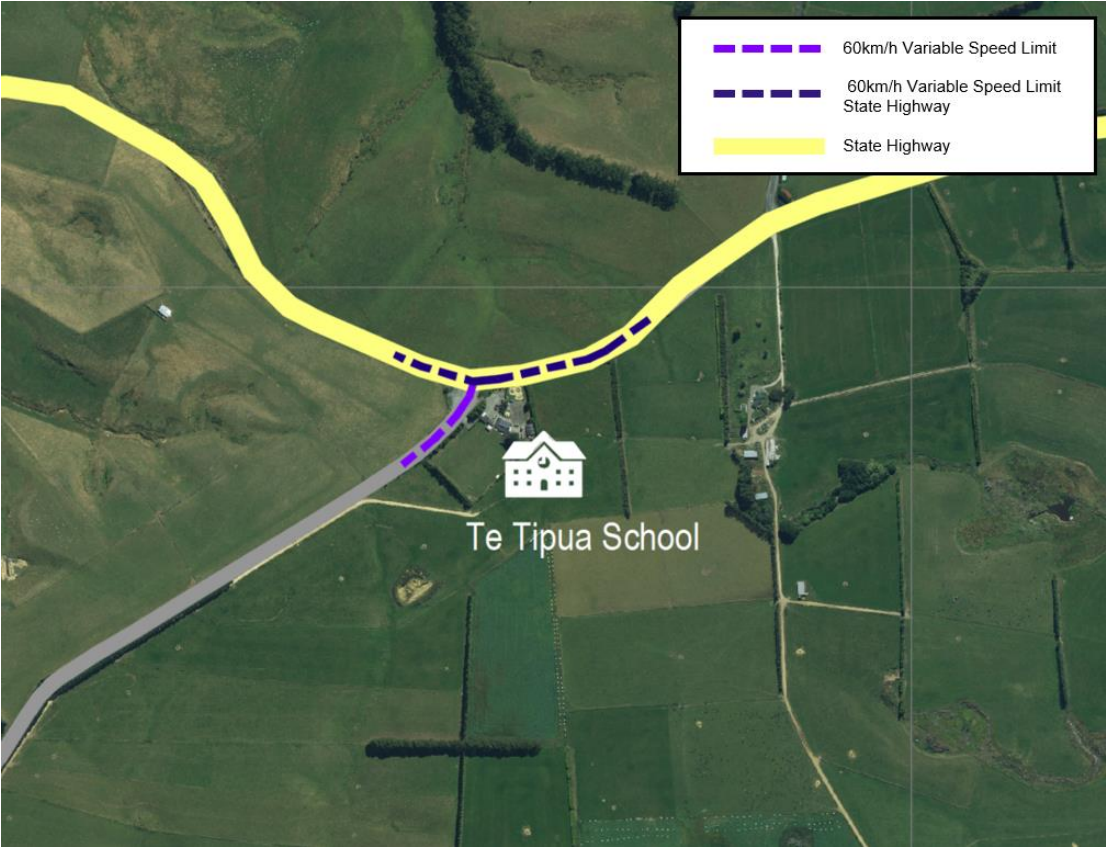 60km/h Variable Speed Limit
60km/h Variable Speed Limit
State Highway
State Highway
Te Tipua School